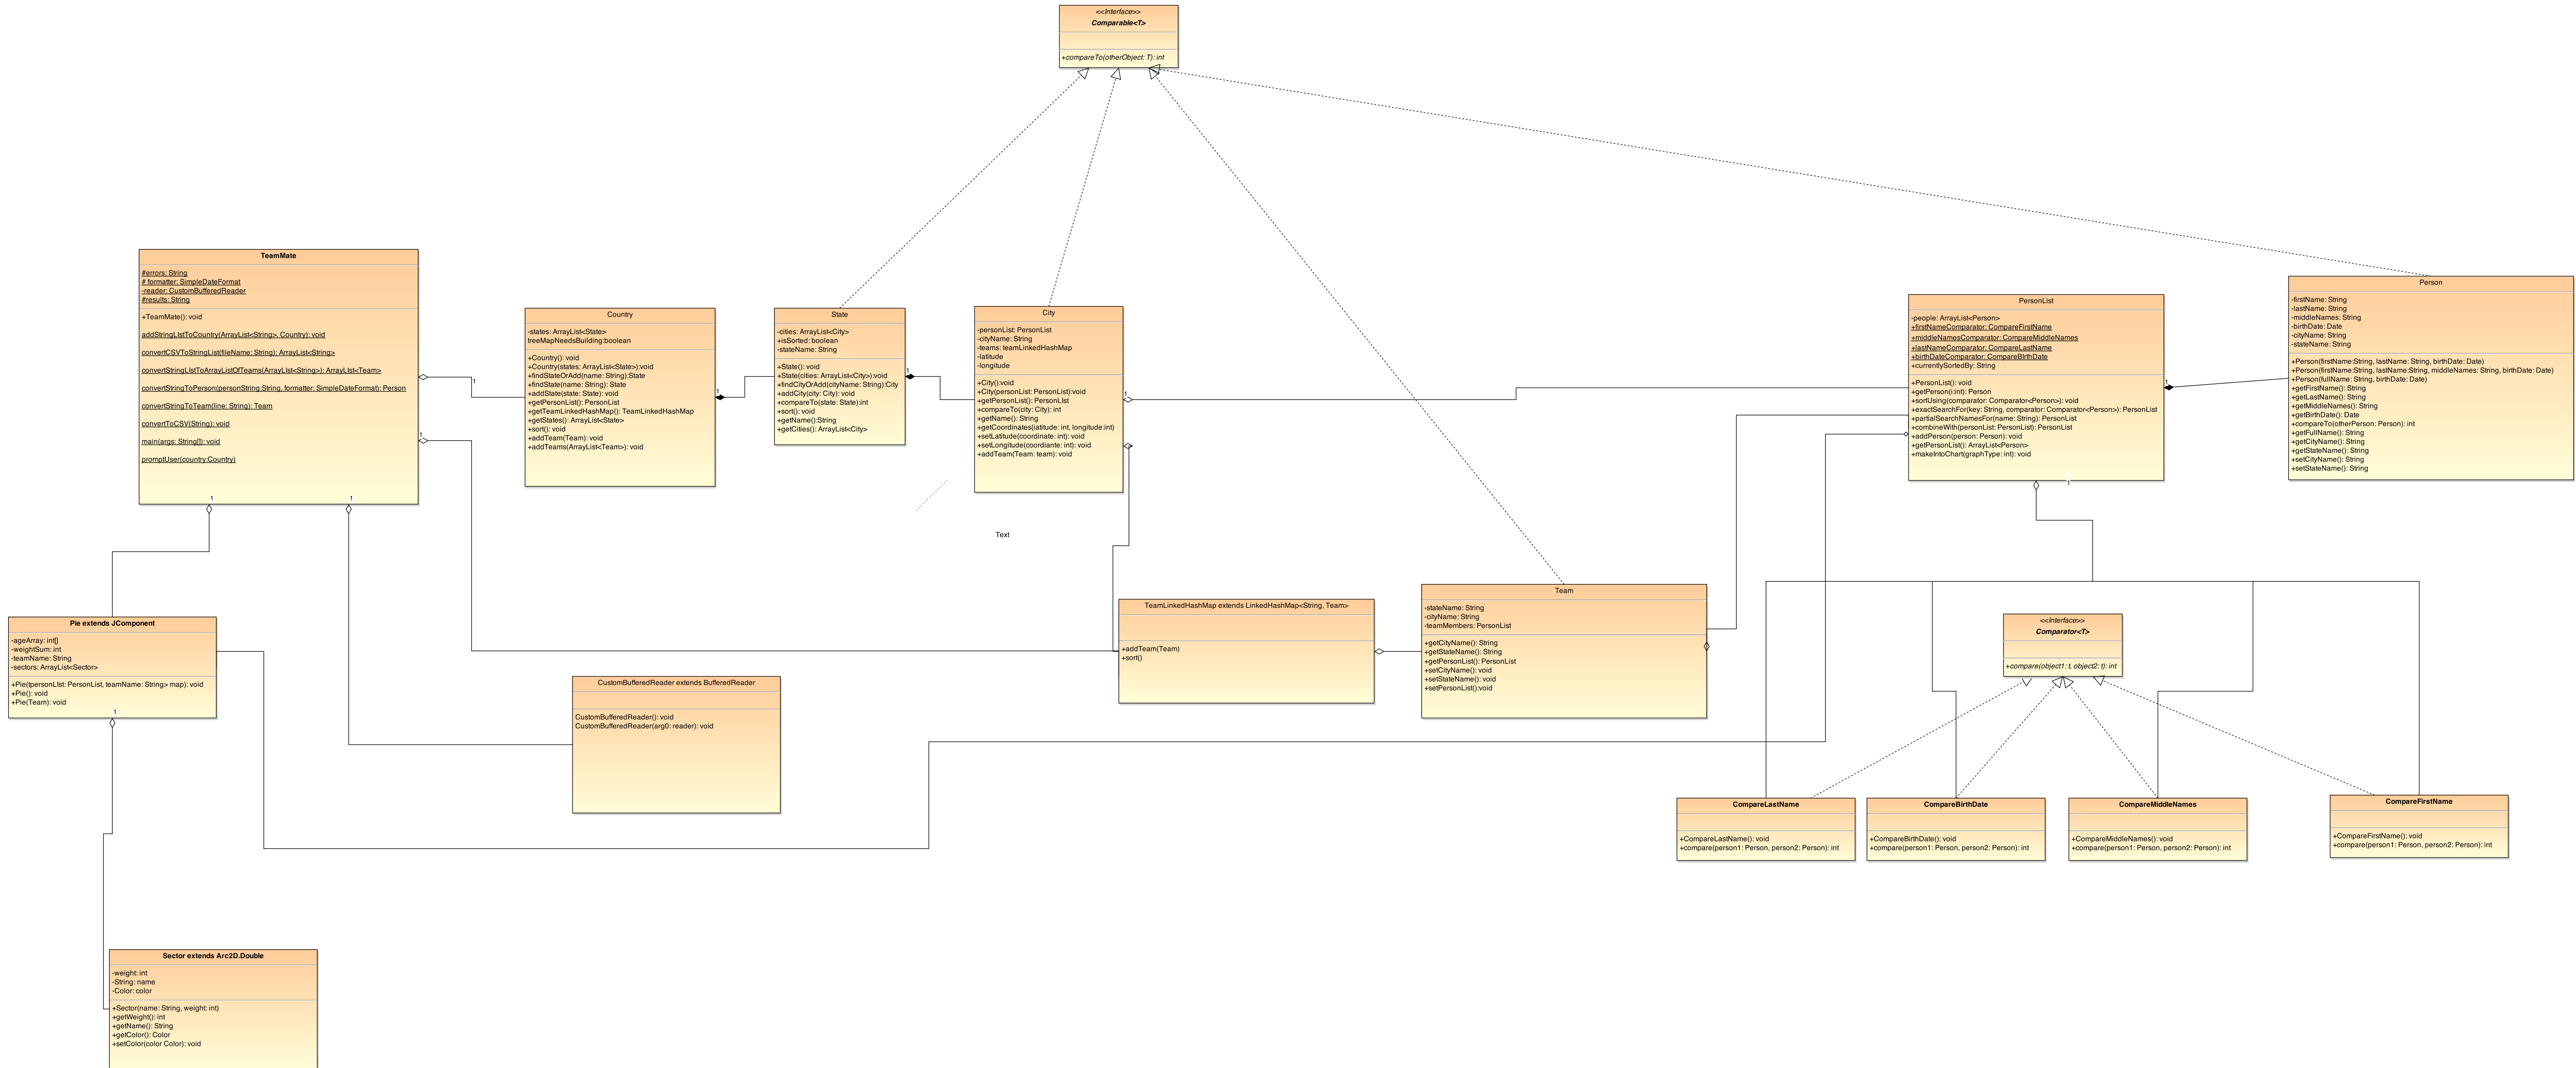 <<Interface>>
Comparable<T>
+compareTo(otherObject: T): int
TeamMate
#errors: String
# formatter: SimpleDateFormat
-reader: CustomBufferedReader
#results: String
+TeamMate(): void
addStringLIstToCountry(ArrayList<String>, Country): void
convertCSVToStringList(fileName: String): ArrayList<String>
convertStringLIstToArrayListOfTeams(ArrayLIst<String>): ArrayList<Team>
convertStringToPerson(personString:String, formatter: SimpleDateFormat): Person
convertStringToTeam(line: String): Team
convertToCSV(String): void
main(args: String[]): void
promptUser(country:Country)
1
1
1
1
Country
-states: ArrayList<State>
treeMapNeedsBuilding:boolean
+Country(): void
+Country(states: ArrayList<State>):void
+findStateOrAdd(name: String):State
+findState(name: String): State
+addState(state: State): void
+getPersonList(): PersonList
+getTeamLinkedHashMap(): TeamLinkedHashMap
+getStates(): ArrayList<State>
+sort(): void
+addTeam(Team): void
+addTeams(ArrayList<Team>): void
1
State
-cities: ArrayList<City>
+isSorted: boolean
-stateName: String
+State(): void
+State(cities: ArrayList<City>):void
+findCityOrAdd(cityName: String):City
+addCity(city: City): void
+compareTo(state: State):int
+sort(): void
+getName():String
+getCities(): ArrayList<City>
1
City
-personList: PersonList
-cityName: String
-teams: teamLinkedHashMap
-latitude
-longitude
+City():void
+City(personList: PersonList):void
+getPersonList(): PersonLIst
+compareTo(city: City): int
+getName(): String
+getCoordinates(latitude: int, longitude:int)
+setLatitude(coordinate: int): void
+setLongitude(coordiante: int): void
+addTeam(Team: team): void
1
Text
PersonList
-people: ArrayList<Person>
+firstNameComparator: CompareFirstName
+middleNamesComparator: CompareMiddleNames
+lastNameComparator: CompareLastName
+birthDateComparator: CompareBIrthDate
+currentlySortedBy: String
+PersonList(): void
+getPerson(i:int): Person
+sortUsing(comparator: Comparator<Person>): void
+exactSearchFor(key: String, comparator: Comparator<Person>): PersonList
+partialSearchNamesFor(name: String): PersonList
+combineWith(personList: PersonList): PersonList
+addPerson(person: Person): void
+getPersonList(): ArrayList<Person>
+makeIntoChart(graphType: int): void
1
1
Person
-firstName: String
-lastName: String
-middleNames: String
-birthDate: Date
-cityName: String
-stateName: String
+Person(firstName:String, lastName: String, birthDate: Date)
+Person(firstName:String, lastName:String, middleNames: String, birthDate: Date)
+Person(fullName: String, birthDate: Date)
+getFirstName(): String
+getLastName(): String
+getMiddleNames(): String
+getBirthDate(): Date
+compareTo(otherPerson: Person): int
+getFullName(): String
+getCityName(): String
+getStateName(): String
+setCityName(): String
+setStateName(): String
Pie extends JComponent
-ageArray: int[]
-weightSum: int
-teamName: String
-sectors: ArrayList<Sector>
+Pie(tpersonLIst: PersonList, teamName: String> map): void
+Pie(): void
+Pie(Team): void
1
CustomBufferedReader extends BufferedReader
CustomBufferedReader(): void
CustomBufferedReader(arg0: reader): void
TeamLinkedHashMap extends LinkedHashMap<String, Team>
+addTeam(Team)
+sort()
Team
-stateName: String
-cityName: String
-teamMembers: PersonList
+getCityName(): String
+getStateName(): String
+getPersonList(): PersonList
+setCityName(): void
+setStateName(): void
+setPersonList():void
<<Interface>>
Comparator<T>
+compare(object1: t, object2: t): int
CompareLastName
+CompareLastName(): void
+compare(person1: Person, person2: Person): int
CompareBirthDate
+CompareBirthDate(): void
+compare(person1: Person, person2: Person): int
CompareMiddleNames
+CompareMiddleNames(): void
+compare(person1: Person, person2: Person): int
CompareFirstName
+CompareFirstName(): void
+compare(person1: Person, person2: Person): int
Sector extends Arc2D.Double
-weight: int
-String: name
-Color: color
+Sector(name: String, weight: int)
+getWeight(): int
+getName(): String
+getColor(): Color
+setColor(color Color): void